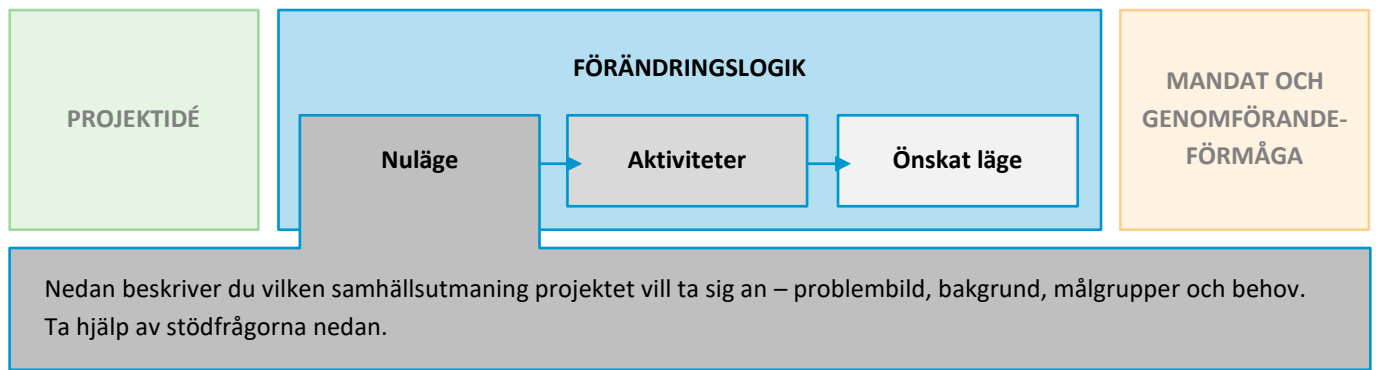 PROJEKTIDÉ
FÖRÄNDRINGSLOGIK
Nuläge
Aktiviteter
Önskat läge
MANDAT OCH
GENOMFÖRANDE-
FÖRMÅGA
Nedan beskriver du vilken samhällsutmaning projektet vill ta sig an – problembild, bakgrund, målgrupper och behov.
Ta hjälp av stödfrågorna nedan.